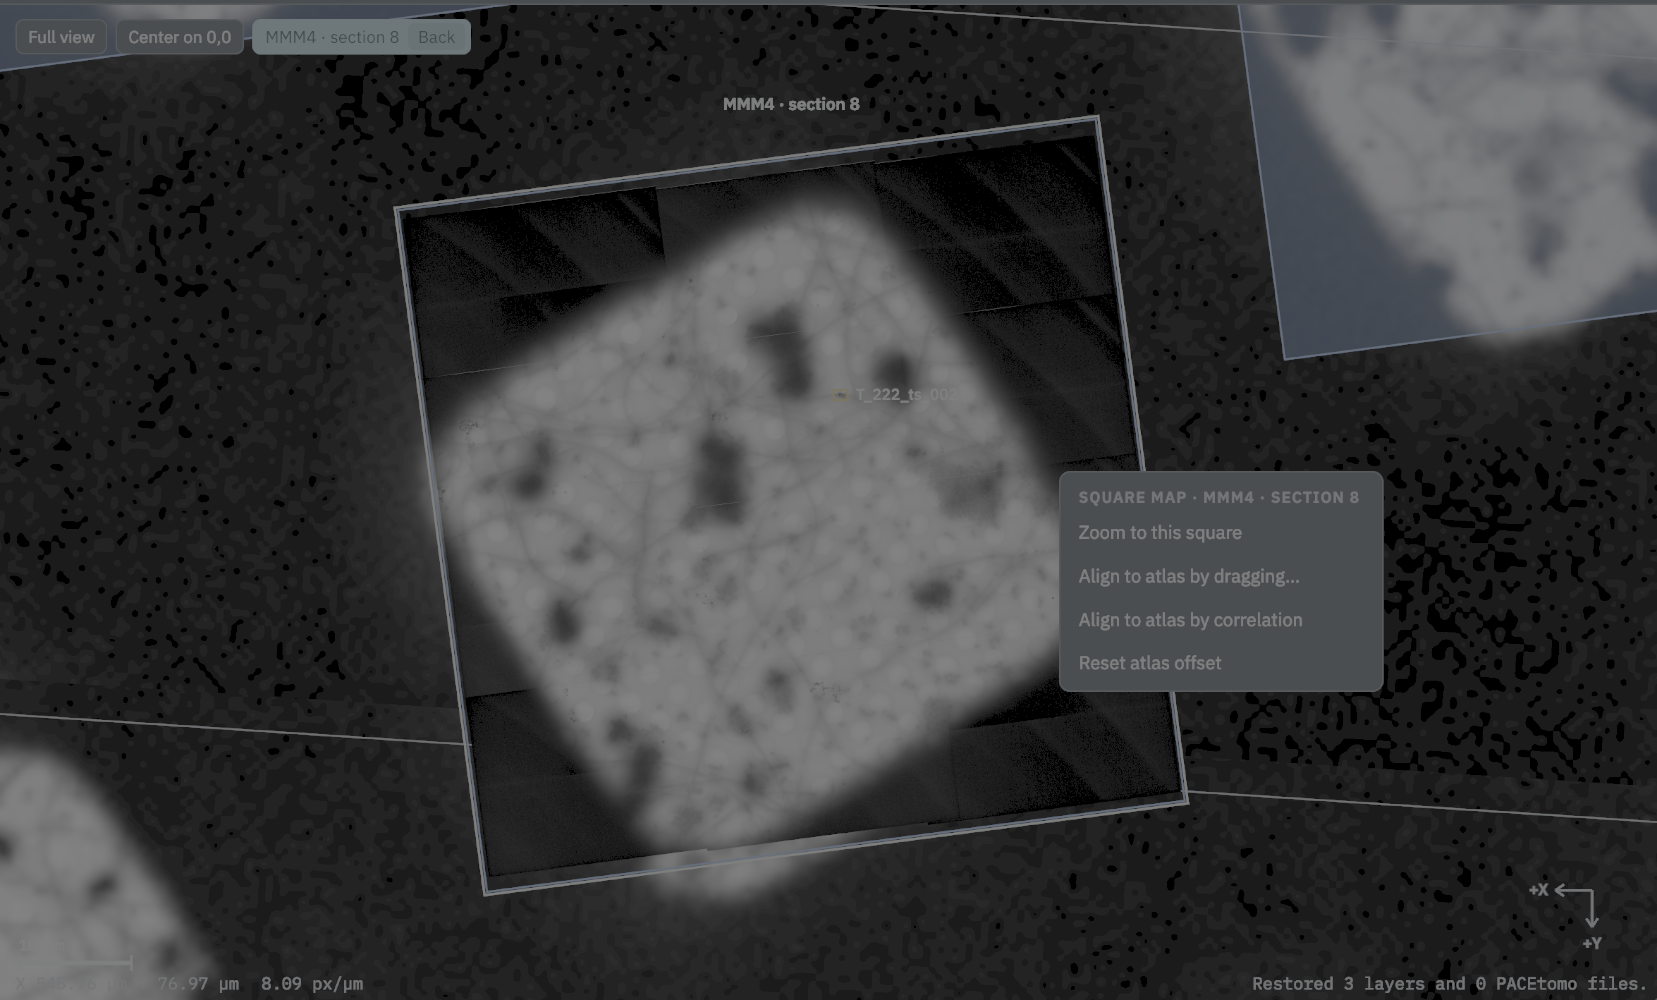 Full view
Center on 0,0
MMM4 · section 8 Back
MMM4 · section 8
T_222_ts_002
SQUARE MAP · MMM4 · SECTION 8
Zoom to this square
Align to atlas by dragging...
Align to atlas by correlation
Reset atlas offset
+X
+Y
76.97 µm 8.09 px/µm
Restored 3 layers and 0 PACEtomo files.